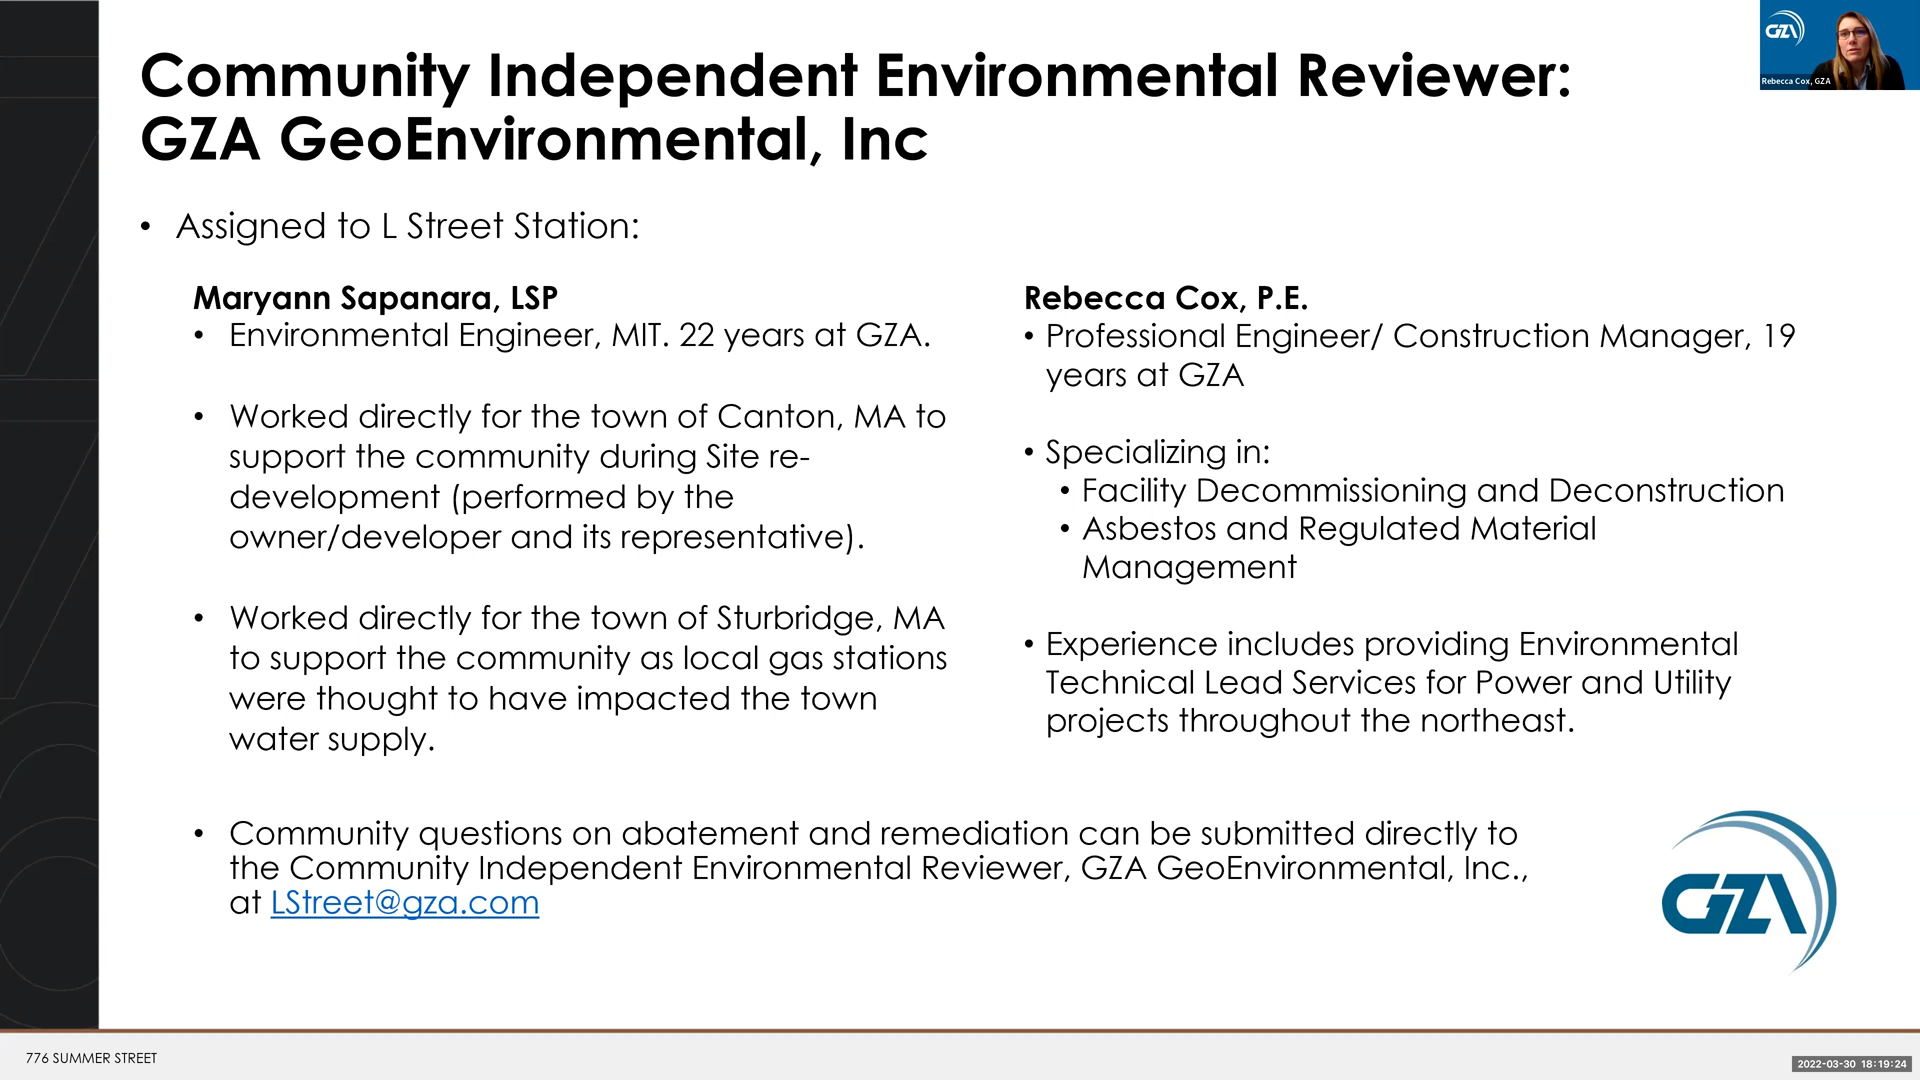 Community Independent Environmental Reviewer:
GZA GeoEnvironmental, Inc
• Assigned to L Street Station:
Maryann Sapanara, LSP
• Environmental Engineer, MIT. 22 years at GZA.
• Worked directly for the town of Canton, MA to
support the community during Site re-
development (performed by the
owner/developer and its representative).
• Worked directly for the town of Sturbridge, MA
to support the community as local gas stations
were thought to have impacted the town
water supply.
Rebecca Cox, P.E.
• Professional Engineer/ Construction Manager, 19
years at GZA
• Specializing in:
• Facility Decommissioning and Deconstruction
• Asbestos and Regulated Material
Management
• Experience includes providing Environmental
Technical Lead Services for Power and Utility
projects throughout the northeast.
• Community questions on abatement and remediation can be submitted directly to
the Community Independent Environmental Reviewer, GZA GeoEnvironmental, Inc.,
at LStreet@gza.com
GZA
776 SUMMER STREET
GZA
Rebecca Cox, GZA
2022-03-30 18:19:24